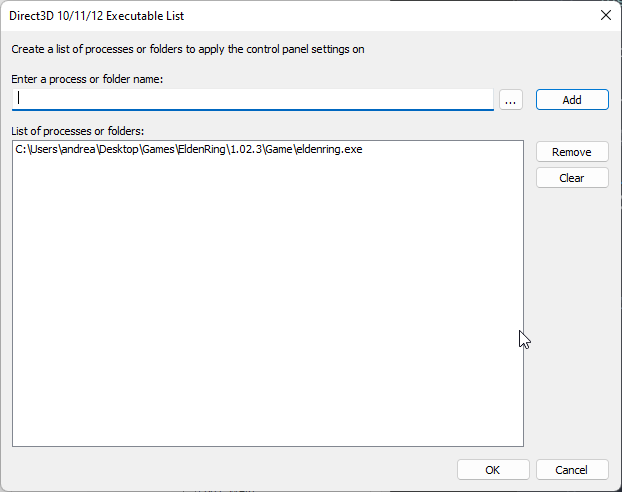 Direct3D 10/11/12 Executable List
Create a list of processes or folders to apply the control panel settings on
Enter a process or folder name:
...
Add
List of processes or folders:
C:\Users\andrea\Desktop\Games\EldenRing\1.02.3\Game\eldenring.exe
Remove
Clear
OK
Cancel